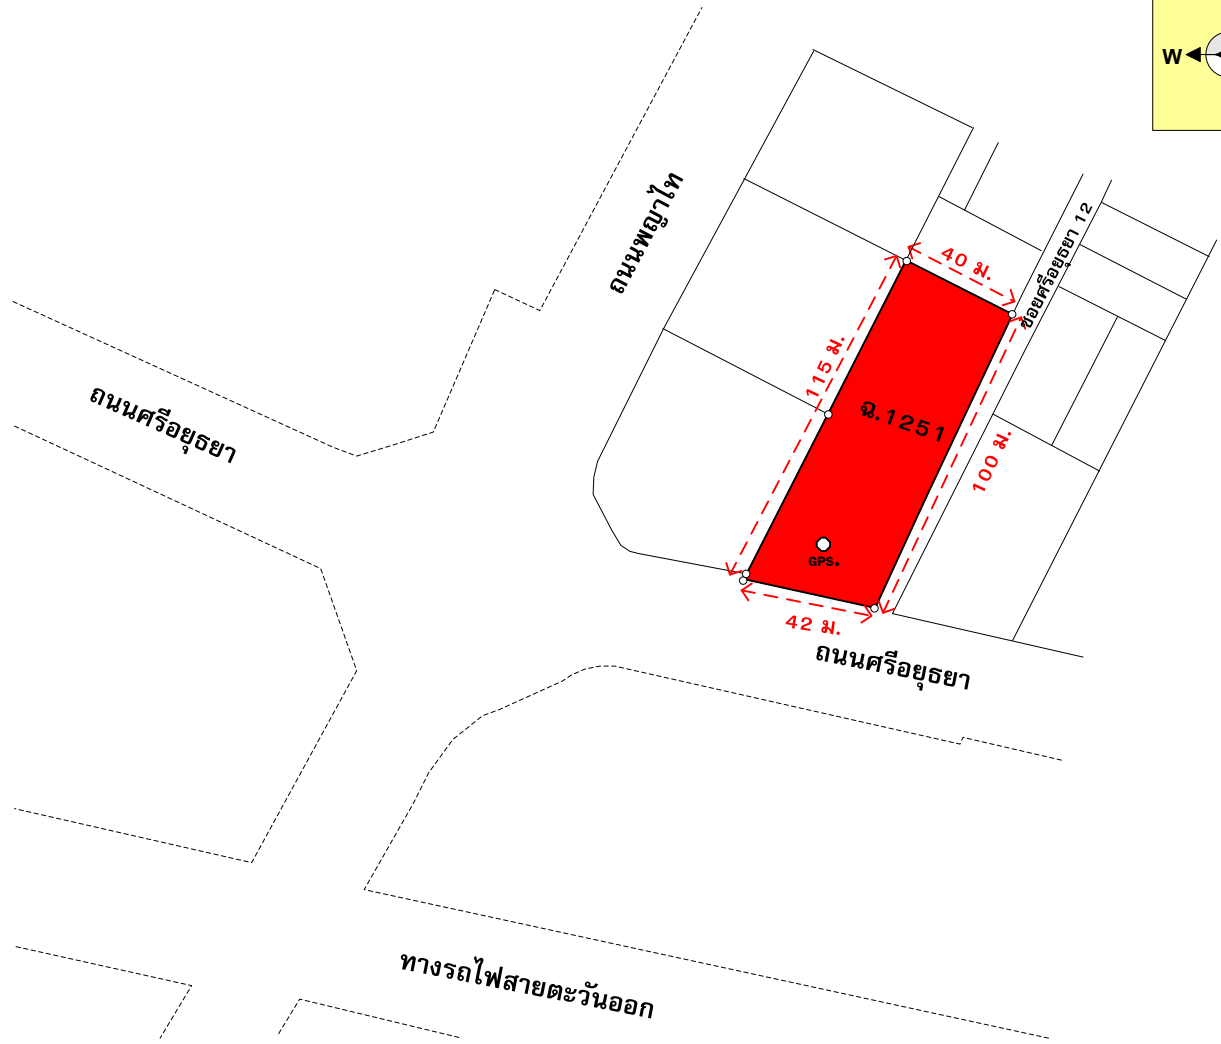 W
ถนนพญาไท
ซอยศรีอยุธยา 12
40 ม.
115 ม.
ฉ.1251
100 ม.
ถนนศรีอยุธยา
GPS.
42 ม.
ถนนศรีอยุธยา
ทางรถไฟสายตะวันออก